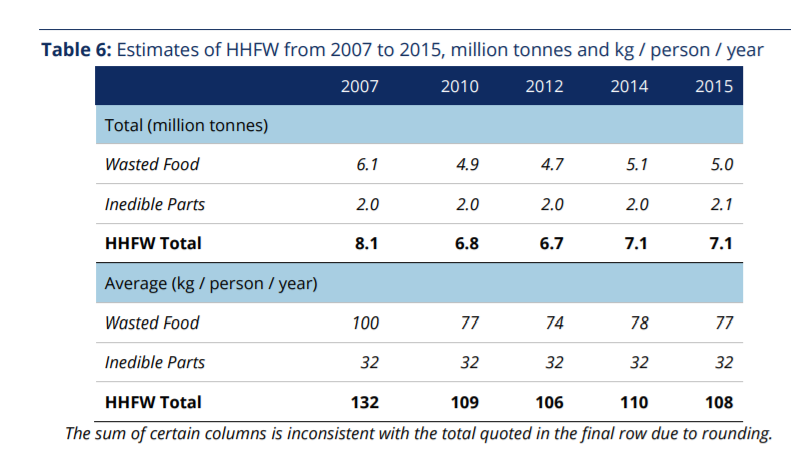 Table 6: Estimates of HHFW from 2007 to 2015, million tonnes and kg / person / year
2007 2010 2012 2014 2015
Total (million tonnes)
Wasted Food 6.1 4.9 4.7 5.1 5.0
Inedible Parts 2.0 2.0 2.0 2.0 2.1
HHFW Total 8.1 6.8 6.7 7.1 7.1
Average (kg / person / year)
Wasted Food 100 77 74 78 77
Inedible Parts 32 32 32 32 32
HHFW Total 132 109 106 110 108
The sum of certain columns is inconsistent with the total quoted in the final row due to rounding.